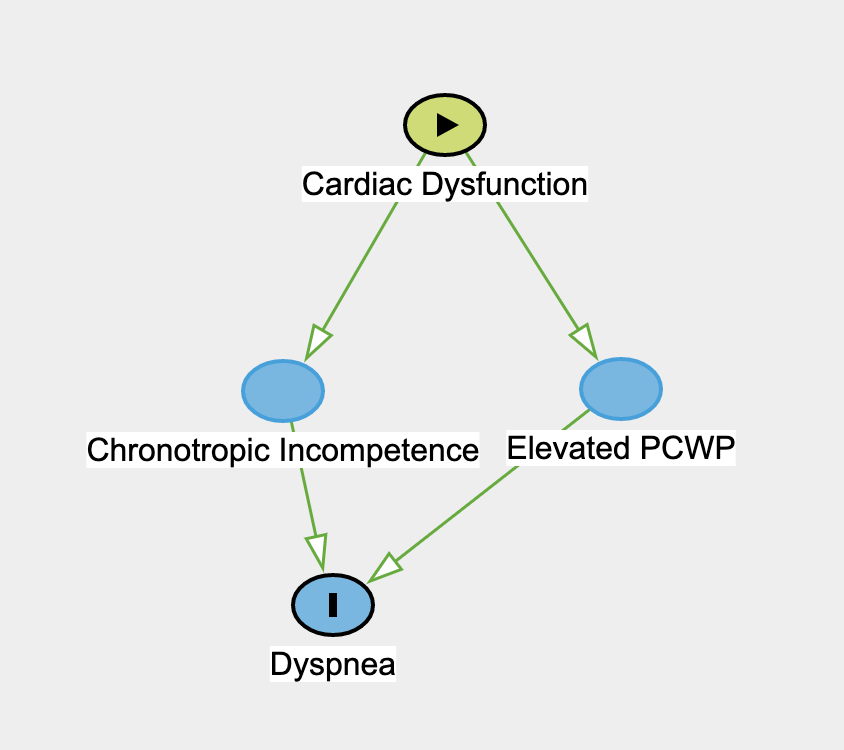 Cardiac Dysfunction
Chronotropic Incompetence
Elevated PCWP
Dyspnea